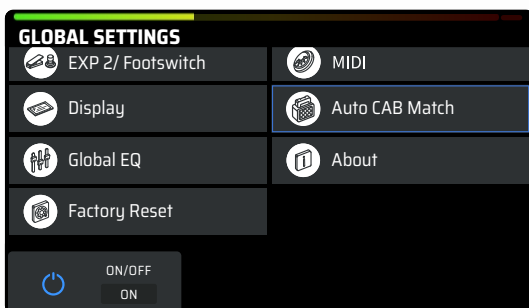 GLOBAL SETTINGS
EXP 2/ Footswitch
MIDI
Display
Auto CAB Match
Global EQ
About
Factory Reset
ON/OFF
ON